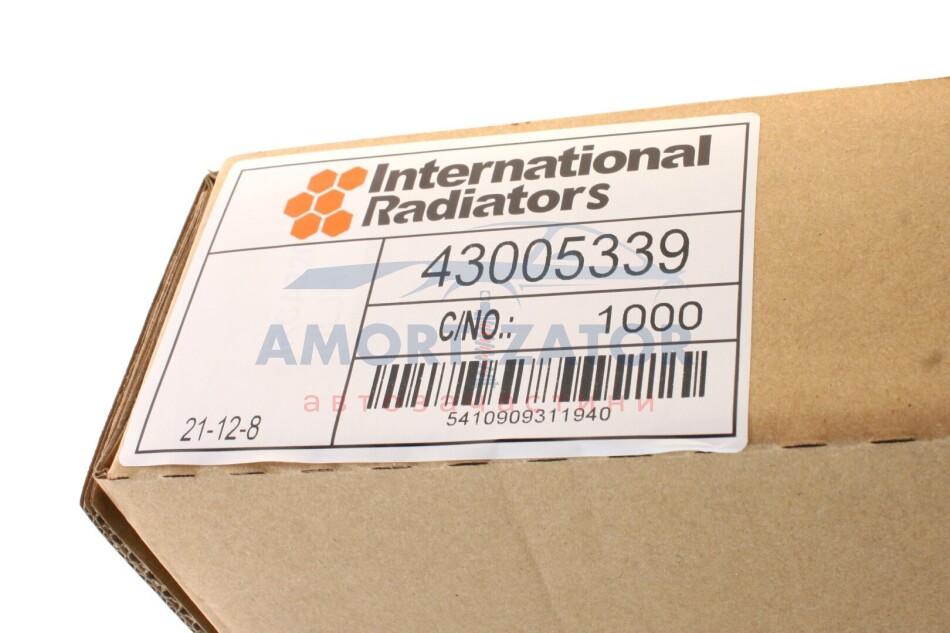 International
Radiators
43005339
C/NO.: 1000
AMORTIZATOR
автозапчастини
5410909311940
21-12-8